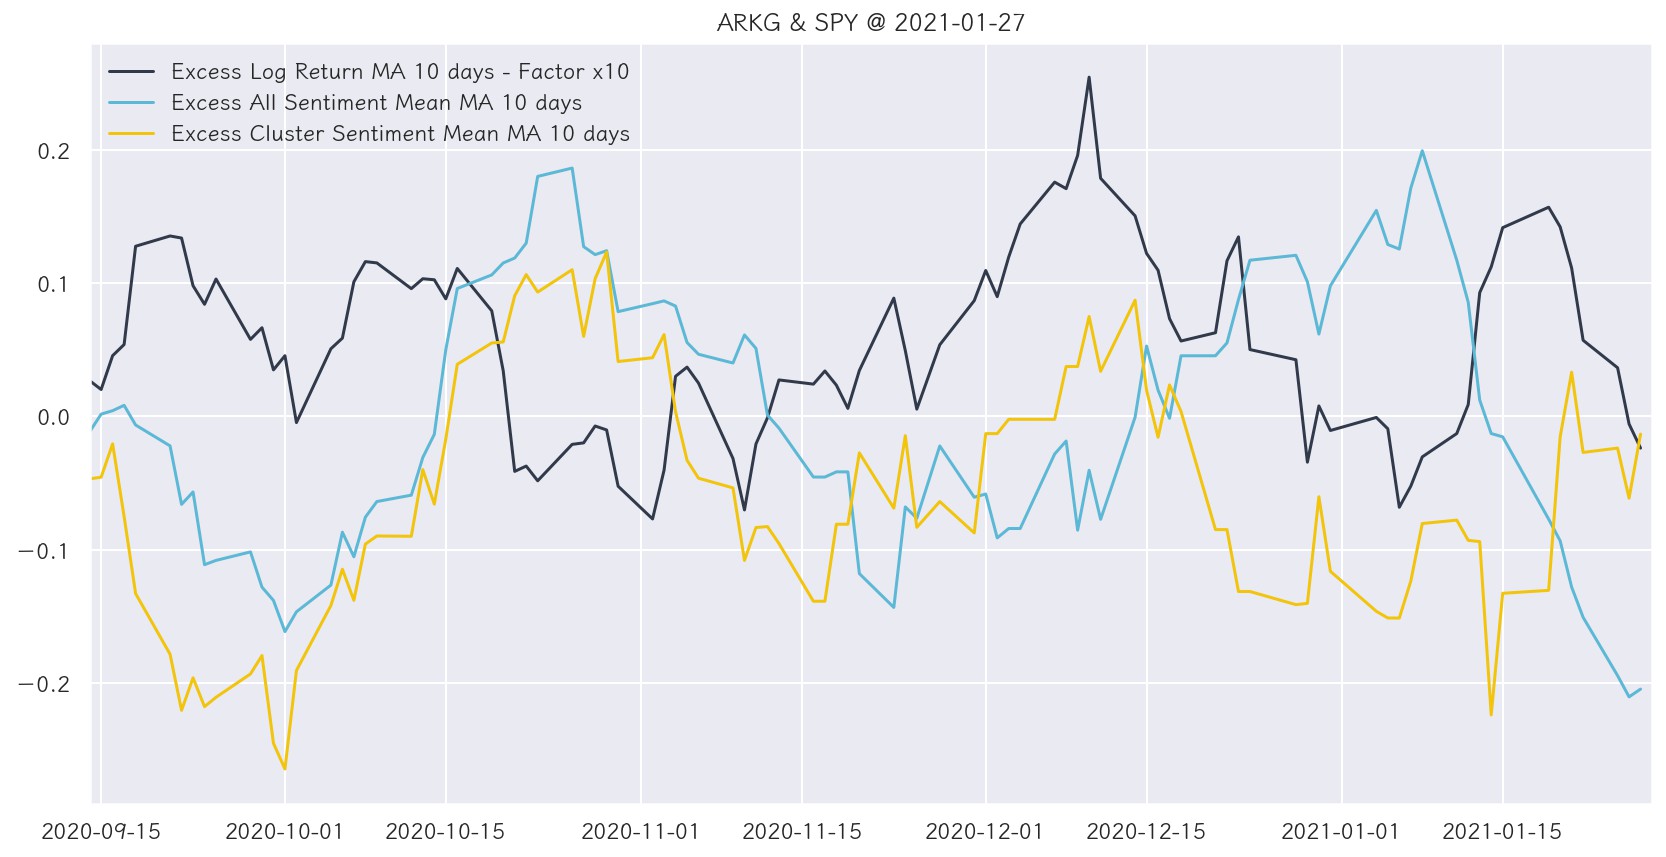 ARKG & SPY @ 2021-01-27
Excess Log Return MA 10 days - Factor x10
Excess All Sentiment Mean MA 10 days
Excess Cluster Sentiment Mean MA 10 days
0.2
0.1
0.0
−0.1
−0.2
2020-09-15 2020-10-01 2020-10-15 2020-11-01 2020-11-15 2020-12-01 2020-12-15 2021-01-01 2021-01-15